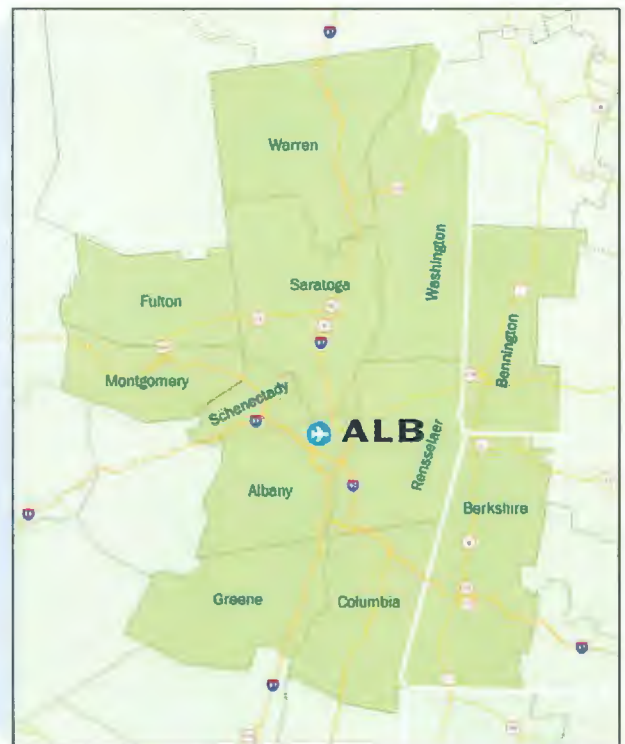 Warren
Washington
Saratoga
Fulton
Bennington
Montgomery
Schenectady
ALB
Rensselaer
Albany
Berkshire
Greene
Columbia